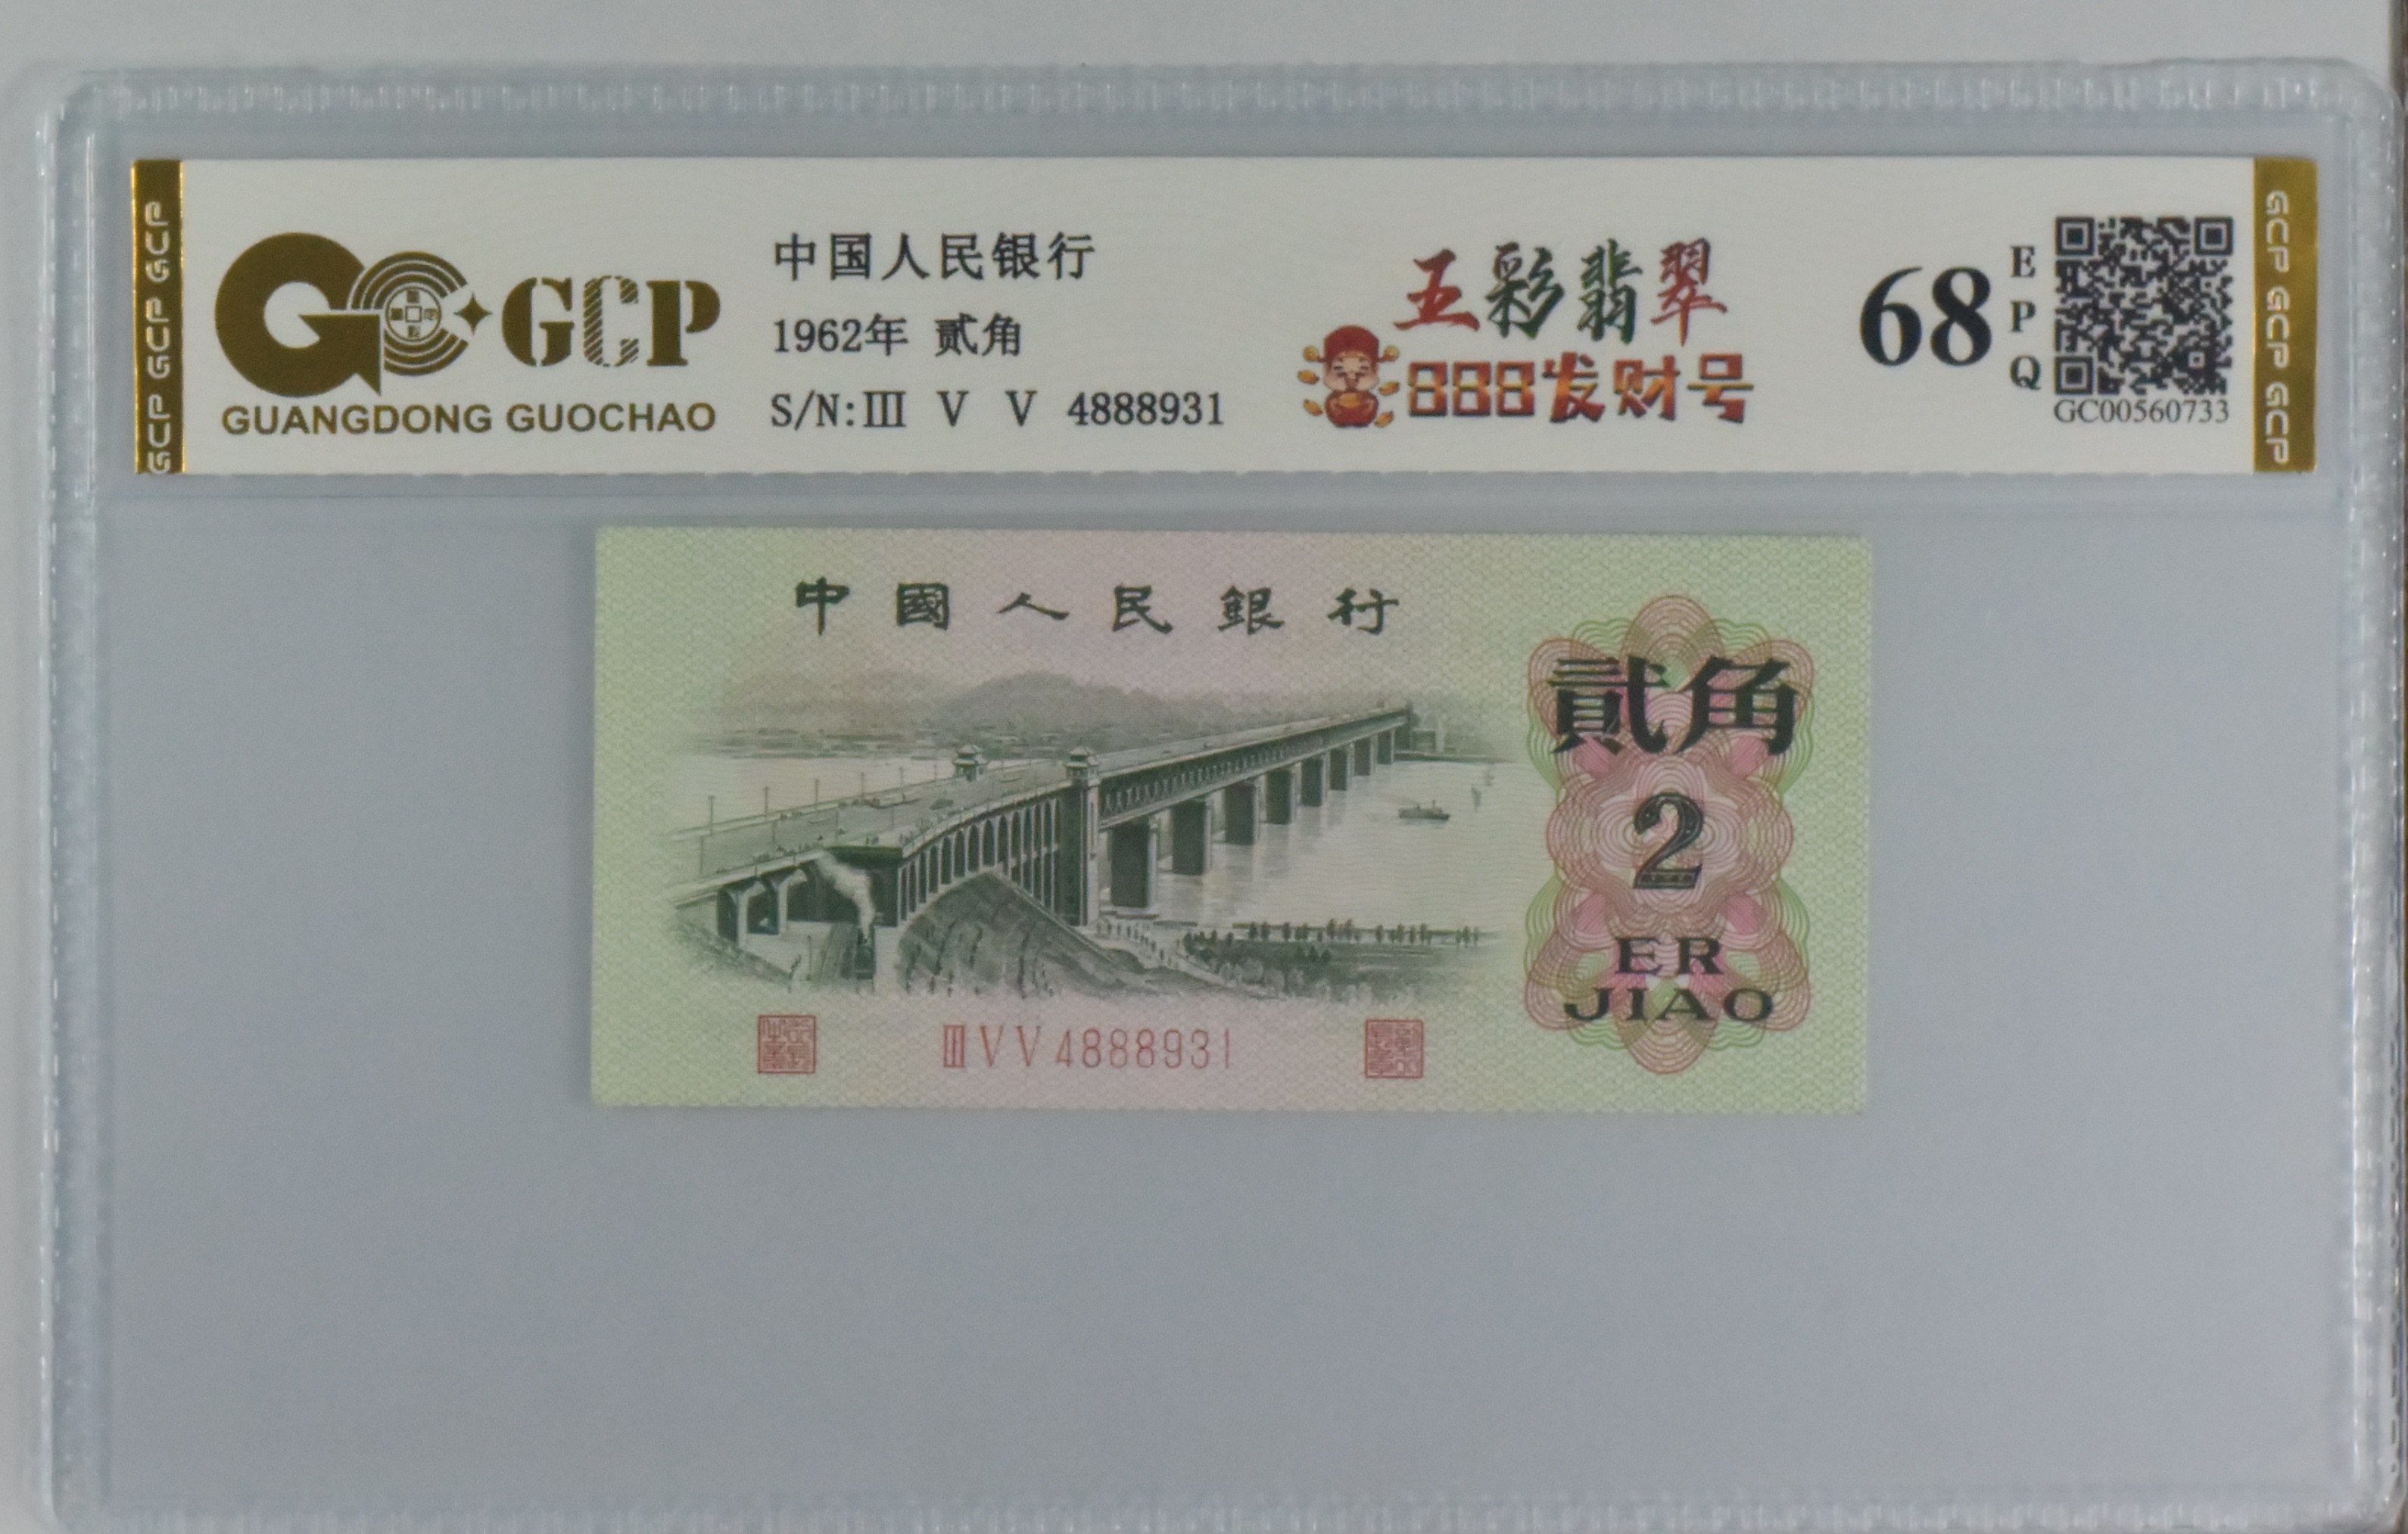 GCP
GUANGDONG GUOCHAO
中国人民银行
1962年 贰角
S/N:Ⅲ V V 4888931
五彩翡翠
888发财号
68
EPQ
GC00560733
GCP GCP GCP
GCP GCP GCP
中國人民銀行
貳角
2
ER
JIAO
ⅢVV4888931